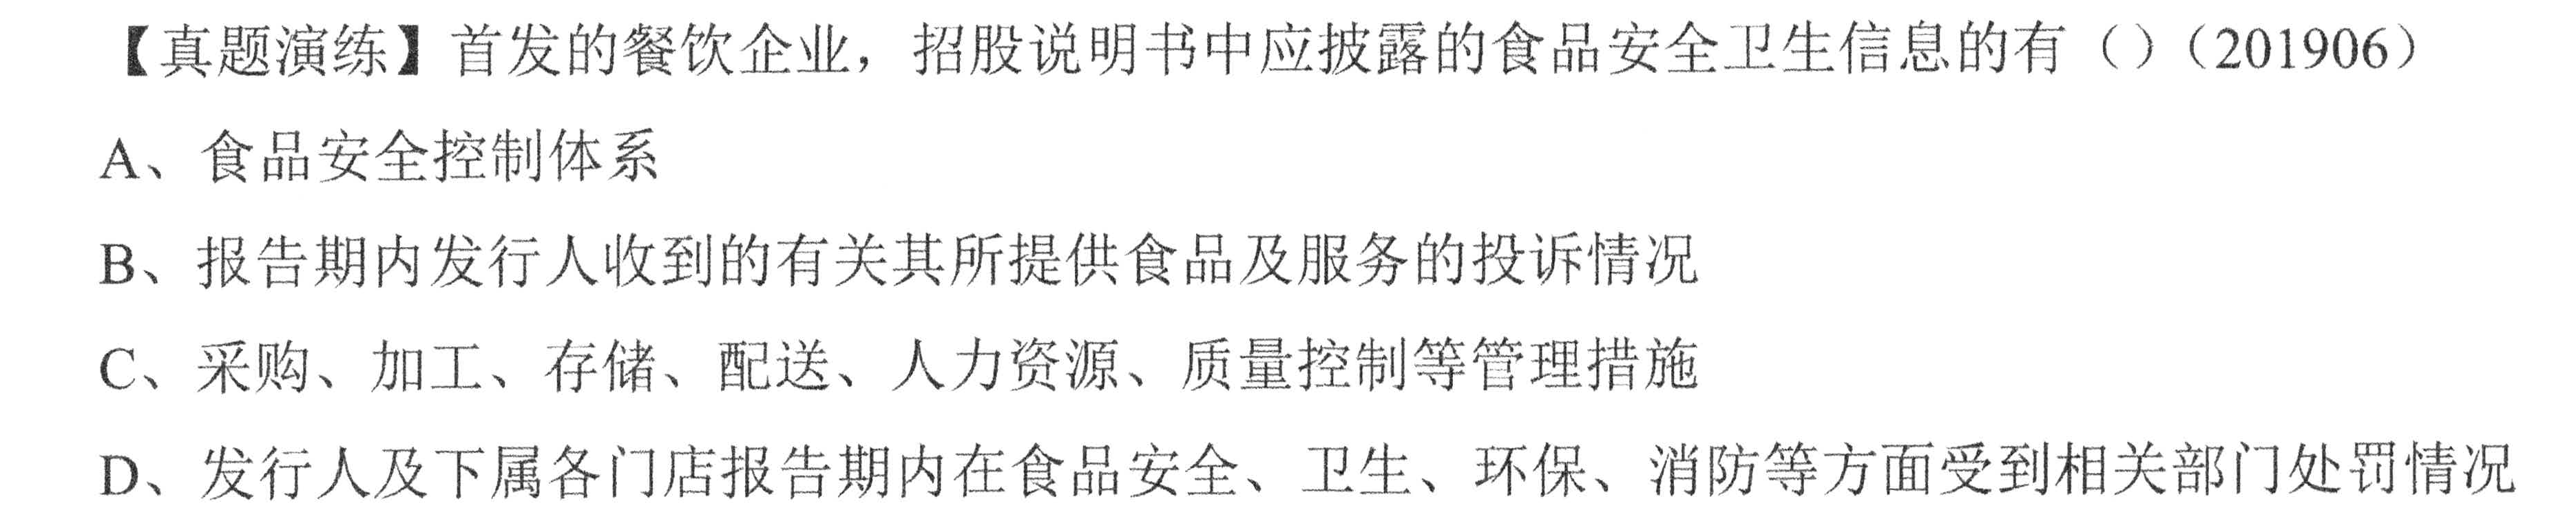 【真题演练】首发的餐饮企业，招股说明书中应披露的食品安全卫生信息的有（）（201906）
A、食品安全控制体系
B、报告期内发行人收到的有关其所提供食品及服务的投诉情况
C、采购、加工、存储、配送、人力资源、质量控制等管理措施
D、发行人及下属各门店报告期内在食品安全、卫生、环保、消防等方面受到相关部门处罚情况